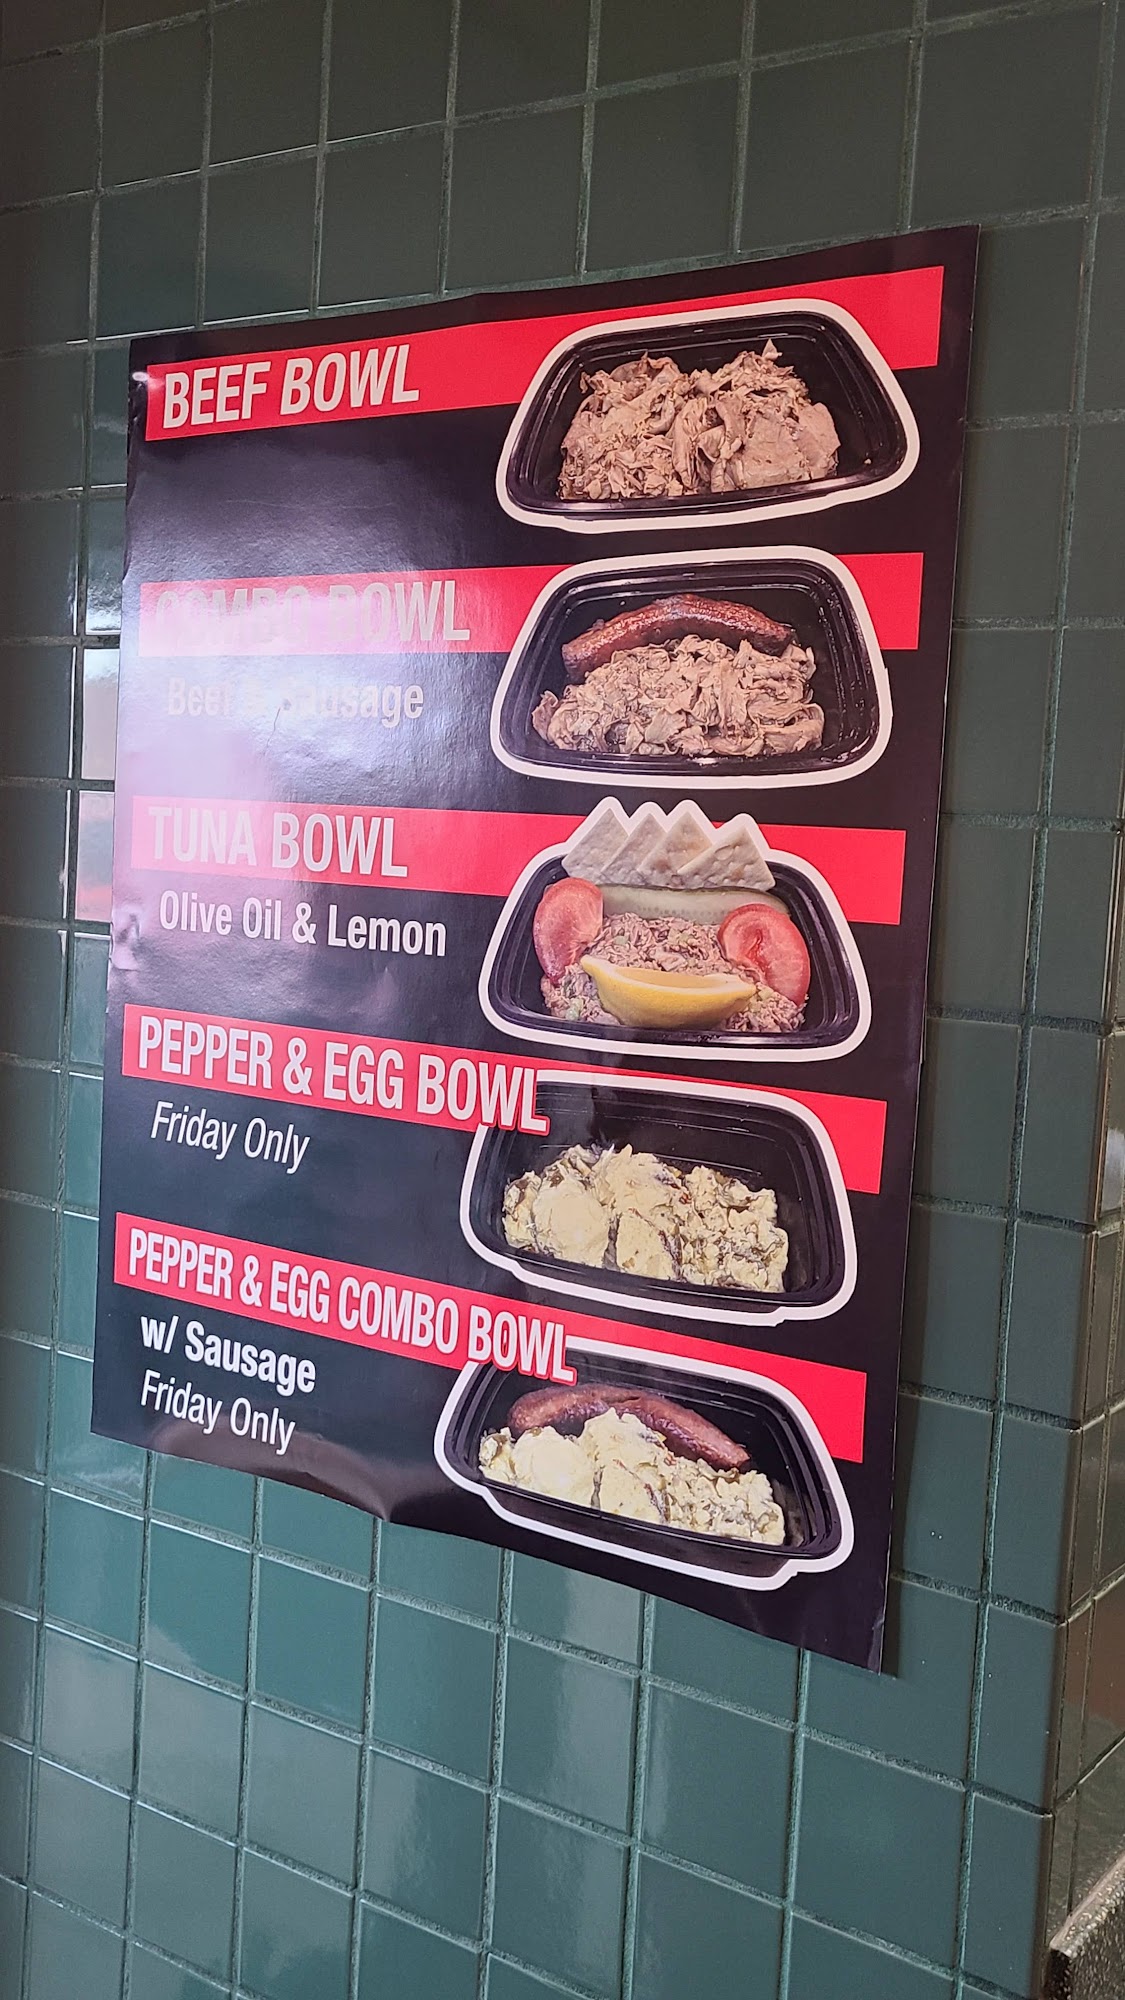 BEEF BOWL
COMBO BOWL
Beef & Sausage
TUNA BOWL
Olive Oil & Lemon
PEPPER & EGG BOWL
Friday Only
PEPPER & EGG COMBO BOWL
w/ Sausage
Friday Only